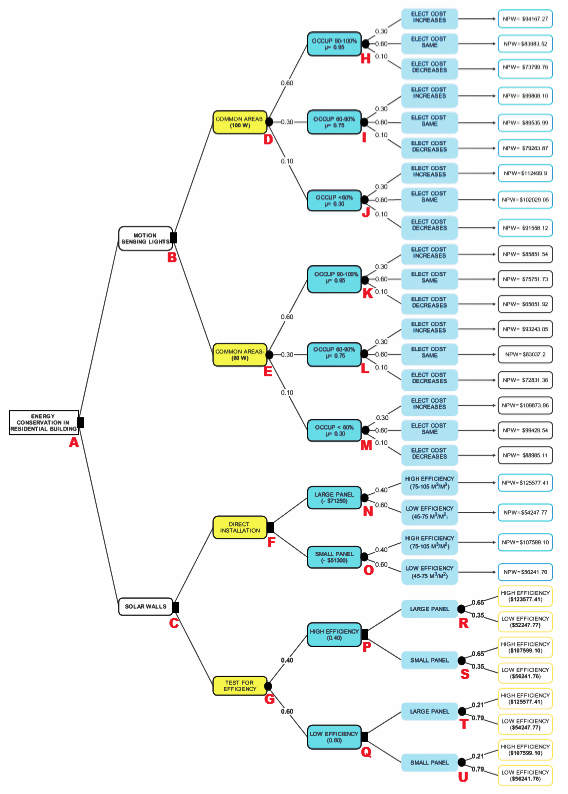 ELECT COST
INCREASES
NPW= $94167.27
0.30
OCCUP 90-100%
μ= 0.95
H
0.60
ELECT COST
SAME
NPW= $83983.52
0.10
ELECT COST
DECREASES
NPW= $73799.76
0.60
ELECT COST
INCREASES
NPW= $99808.10
0.30
COMMON AREAS
(100 W)
D
0.30
OCCUP 60-90%
μ= 0.75
I
0.60
ELECT COST
SAME
NPW= $89535.99
0.10
ELECT COST
DECREASES
NPW= $79263.87
0.10
ELECT COST
INCREASES
NPW=$112499.9
0.30
OCCUP <60%
μ= 0.30
J
0.60
ELECT COST
SAME
NPW= $102029.05
0.10
ELECT COST
DECREASES
NPW= $91558.12
MOTION
SENSING LIGHTS
B
ELECT COST
INCREASES
NPW= $85851.54
0.30
OCCUP 90-100%
μ= 0.95
K
0.60
ELECT COST
SAME
NPW= $75751.73
0.10
ELECT COST
DECREASES
NPW= $65651.92
0.60
ELECT COST
INCREASES
NPW= $93243.05
0.30
COMMON AREAS-
(60 W)
E
0.30
OCCUP 60-90%
μ= 0.75
L
0.60
ELECT COST
SAME
NPW=$83037.2
0.10
ELECT COST
DECREASES
NPW= $72831.36
0.10
ELECT COST
INCREASES
NPW= $109873.96
0.30
OCCUP < 60%
μ= 0.30
M
0.60
ELECT COST
SAME
NPW= $99429.54
0.10
ELECT COST
DECREASES
NPW= $88985.11
ENERGY
CONSERVATION IN
RESIDENTIAL BUILDING
A
HIGH EFFICIENCY
(75-105 M³/M²)
NPW=$125577.41
0.40
LARGE PANEL
(- $71250)
N
0.60
LOW EFFICIENCY
(45-75 M³/M²)
NPW= $54247.77
DIRECT
INSTALLATION
F
HIGH EFFICIENCY
(75-105 M³/M²)
NPW=$107599.10
0.40
SMALL PANEL
(- $51300)
O
0.60
LOW EFFICIENCY
(45-75 M³/M²)
NPW= $56241.76
SOLAR WALLS
C
HIGH EFFICIENCY
($123577.41)
0.65
LARGE PANEL
R
0.35
LOW EFFICIENCY
($52247.77)
HIGH EFFICIENCY
(0.40)
P
0.40
HIGH EFFICIENCY
($107599.10)
0.65
SMALL PANEL
S
0.35
LOW EFFICIENCY
($56241.76)
TEST FOR
EFFICIENCY
G
HIGH EFFICIENCY
($125577.41)
0.21
LARGE PANEL
T
0.79
LOW EFFICIENCY
($54247.77)
0.60
LOW EFFICIENCY
(0.60)
Q
HIGH EFFICIENCY
($107599.10)
0.21
SMALL PANEL
U
0.79
LOW EFFICIENCY
($56241.76)